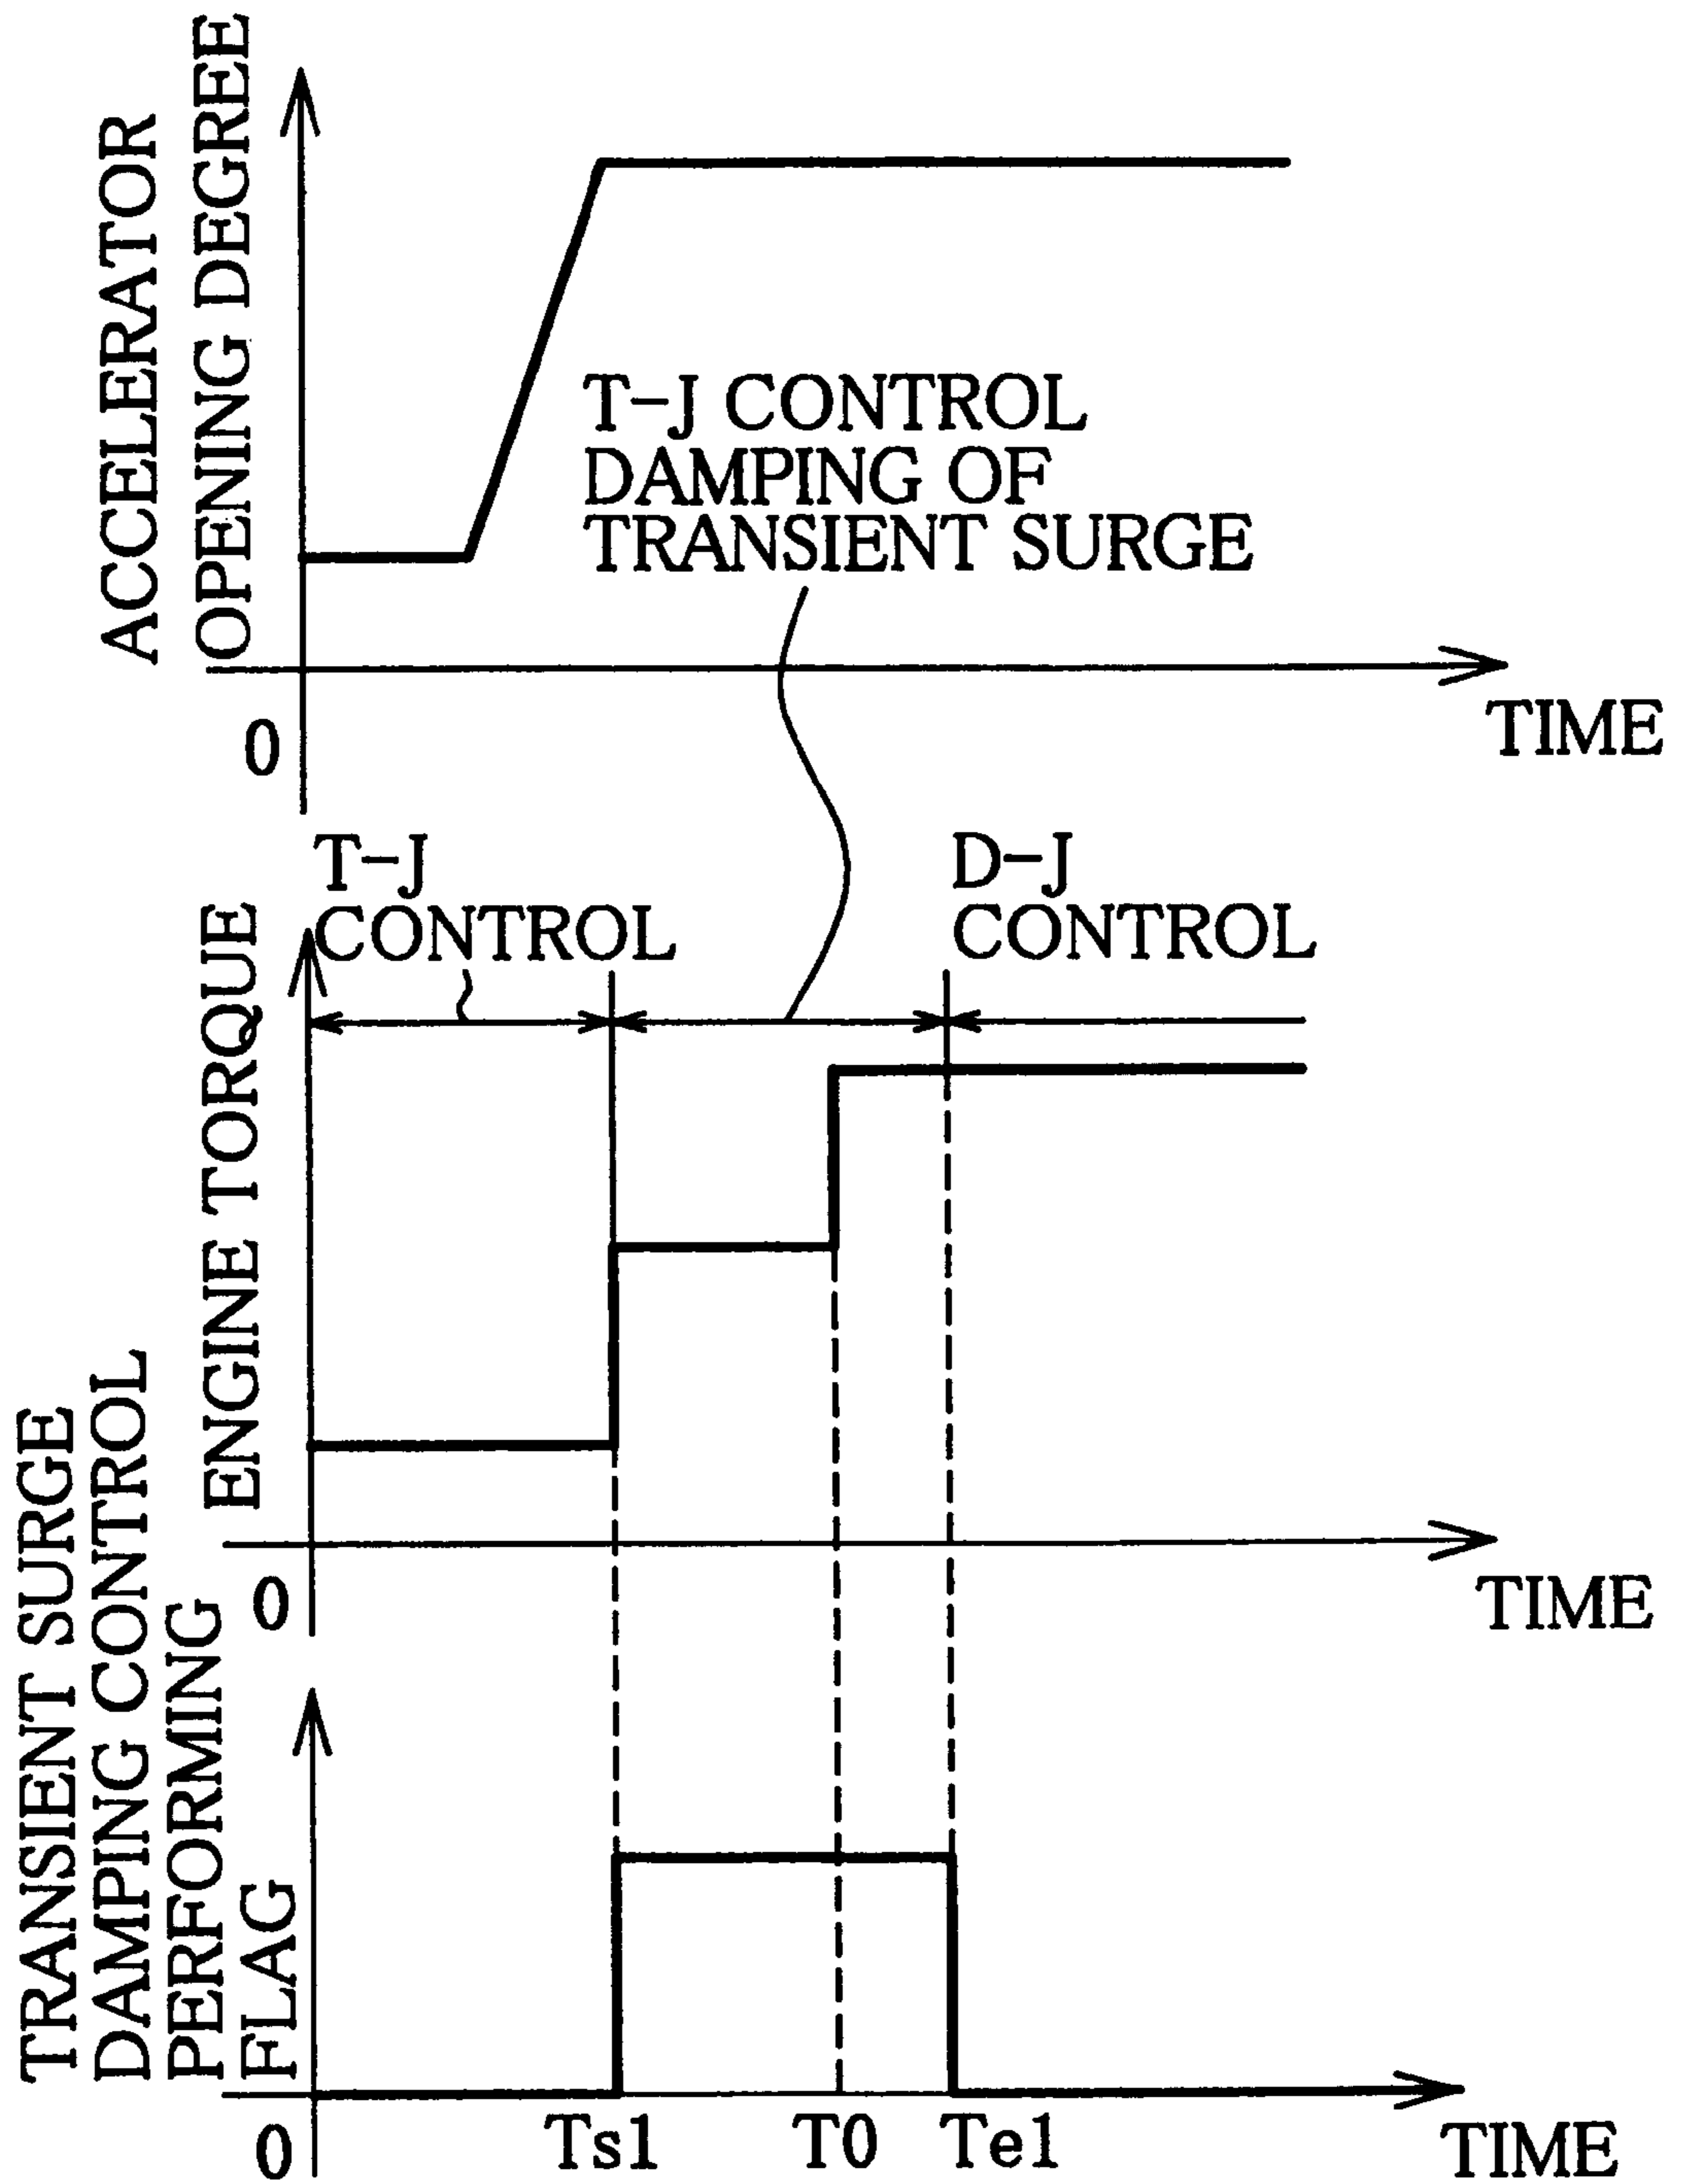 ACCELERATOR
OPENING DEGREE
T-J CONTROL
DAMPING OF
TRANSIENT SURGE
0
TIME
ENGINE TORQUE
T-J
CONTROL
D-J
CONTROL
0
TIME
TRANSIENT SURGE
DAMPING CONTROL
PERFORMING
FLAG
0
Ts1
T0
Te1
TIME